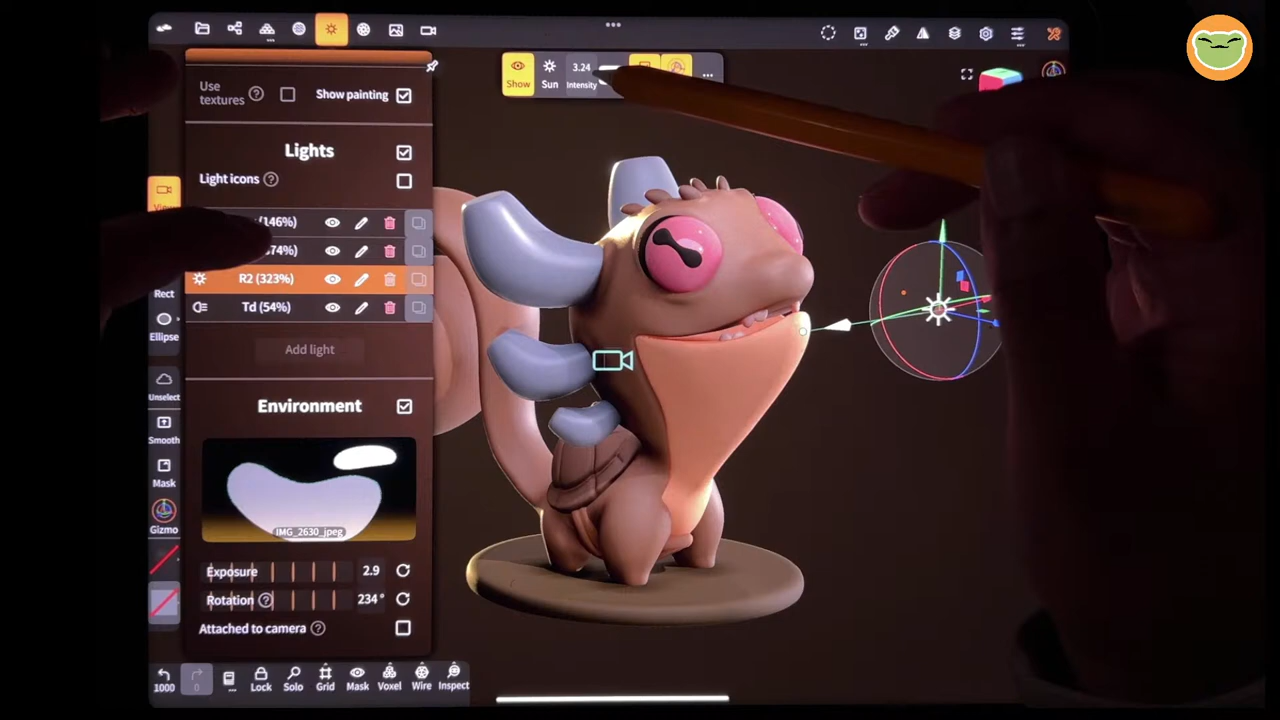 Show
Sun
3.24
Intensity
Use
textures
Show painting
Lights
Light icons
(146%)
74%)
R2 (323%)
Td (54%)
Add light
Environment
IMG_2630_jpeg
Exposure
2.9
Rotation
234°
Attached to camera
Rect
Ellipse
Unselect
Smooth
Mask
Gizmo
1000
0
Lock
Solo
Grid
Mask
Voxel
Wire
Inspect